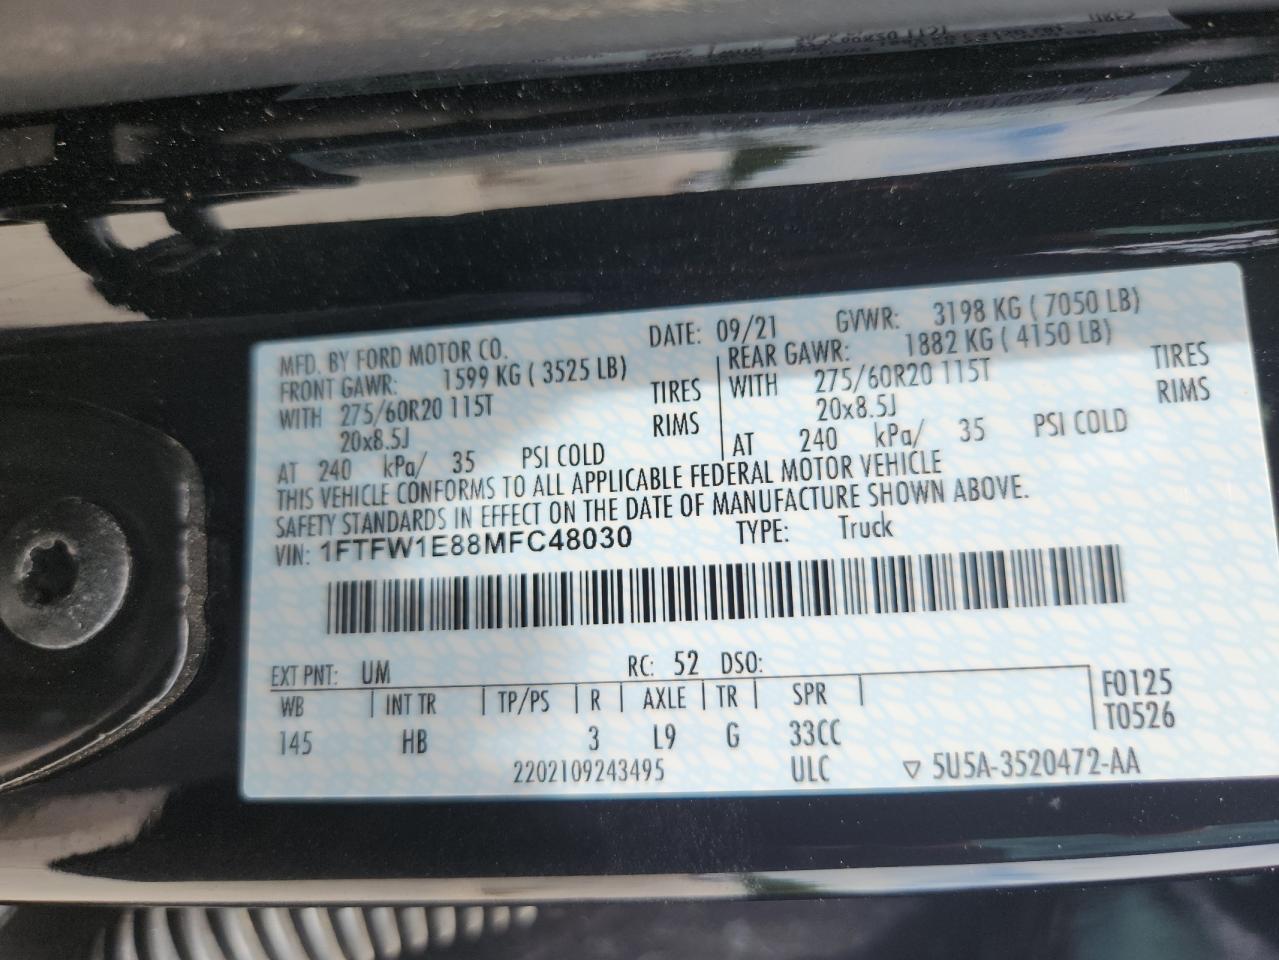 MFD. BY FORD MOTOR CO. DATE: 09/21 GVWR: 3198 KG ( 7050 LB)
FRONT GAWR: 1599 KG ( 3525 LB) REAR GAWR: 1882 KG ( 4150 LB)
WITH 275/60R20 115T TIRES WITH 275/60R20 115T TIRES
20x8.5J RIMS 20x8.5J RIMS
AT 240 kPa/ 35 PSI COLD AT 240 kPa/ 35 PSI COLD
THIS VEHICLE CONFORMS TO ALL APPLICABLE FEDERAL MOTOR VEHICLE
SAFETY STANDARDS IN EFFECT ON THE DATE OF MANUFACTURE SHOWN ABOVE.
VIN: 1FTFW1E88MFC48030 TYPE: Truck
EXT PNT: UM RC: 52 DSO:
WB INT TR TP/PS R AXLE TR SPR F0125
145 HB 3 L9 G 33CC T0526
2202109243495 ULC ▽ 5U5A-3520472-AA